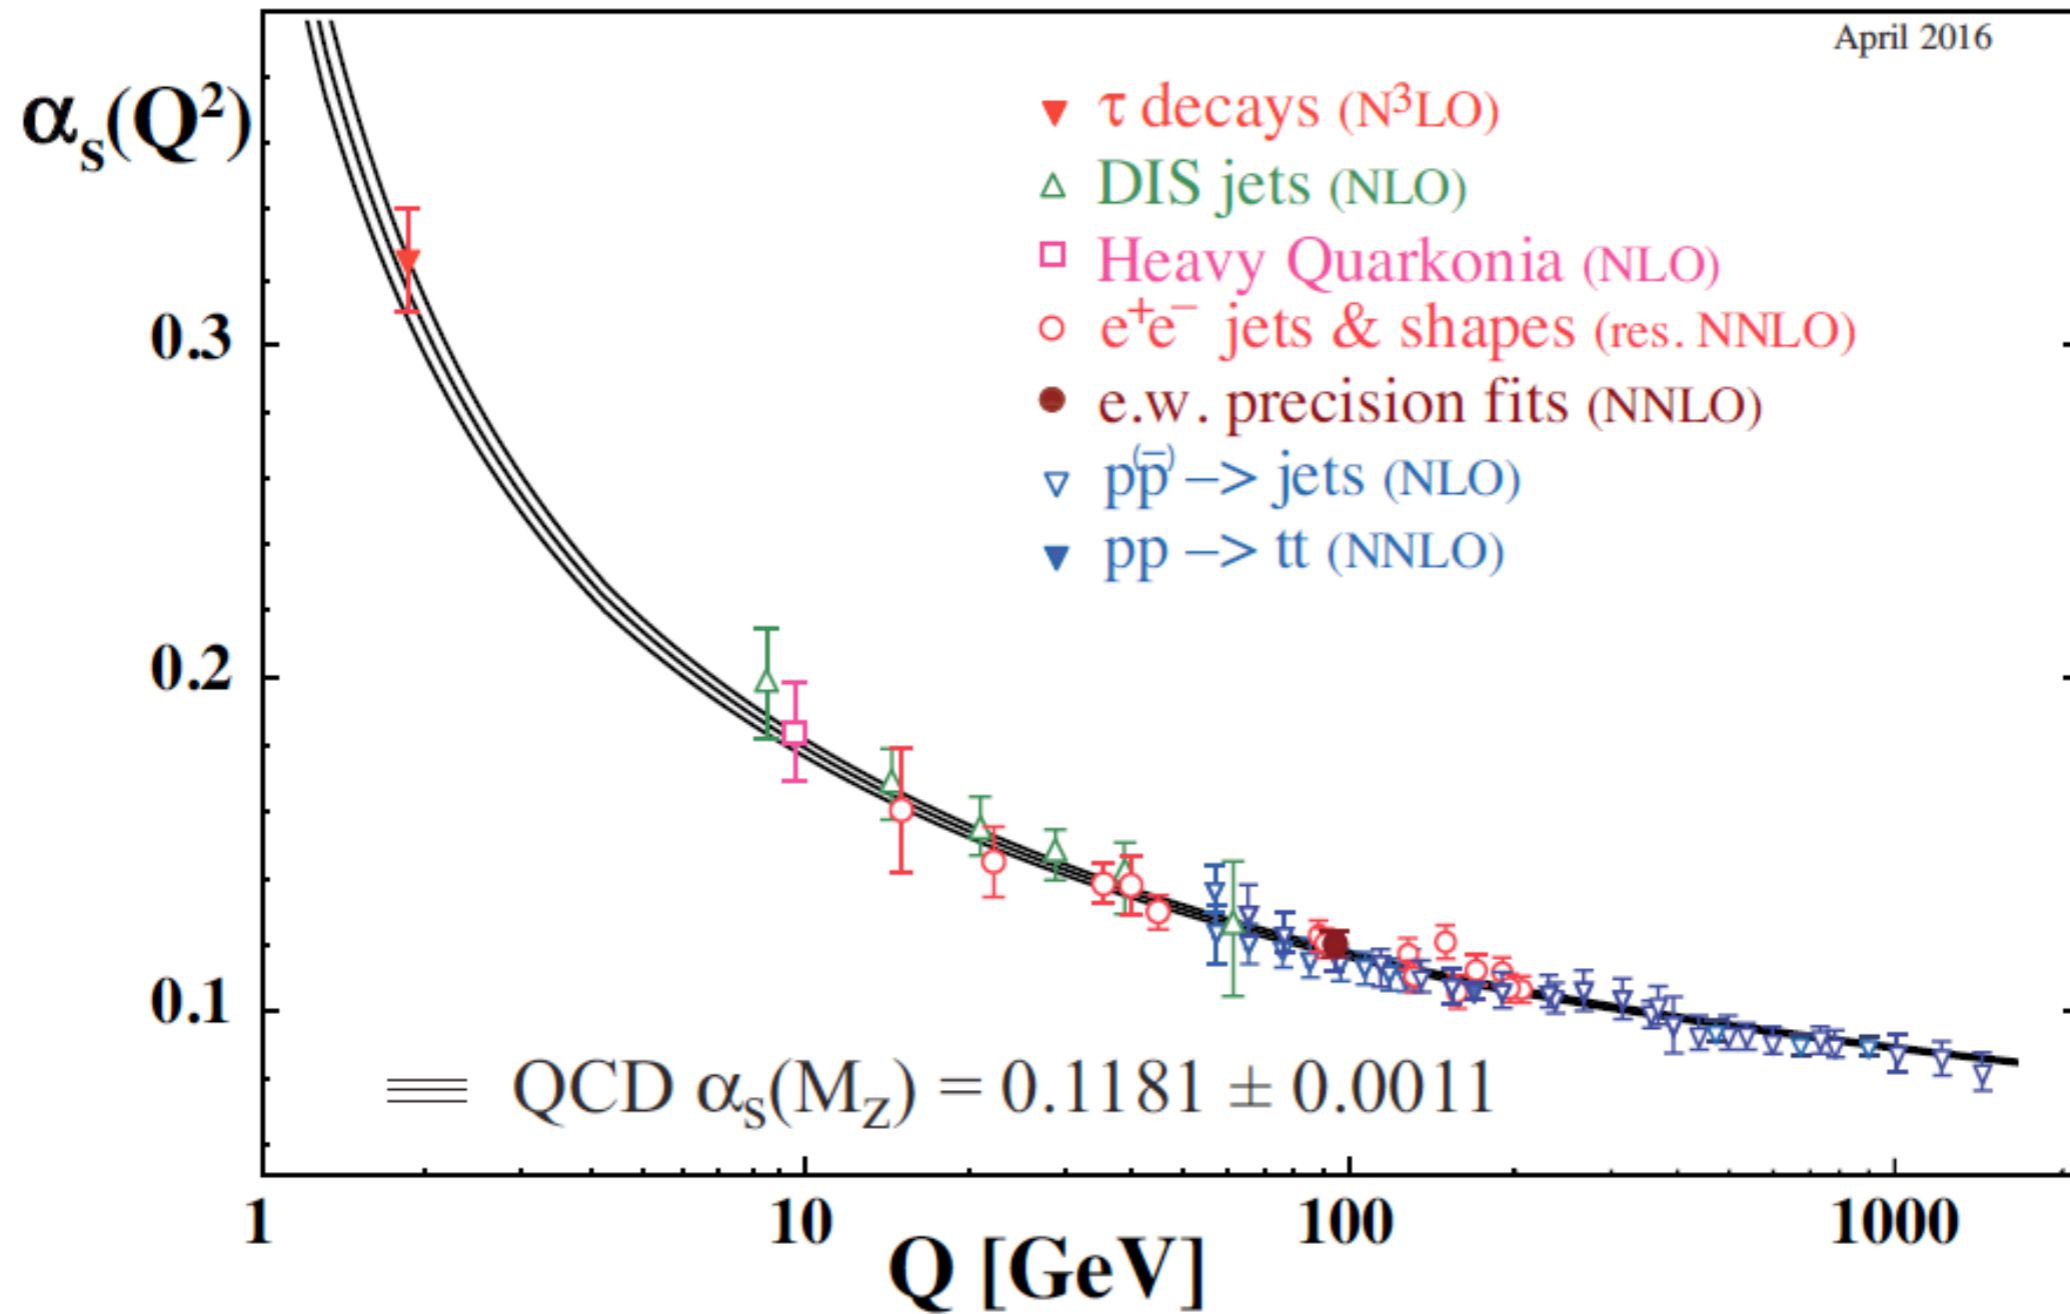 April 2016
αs(Q²)
τ decays (N³LO)
DIS jets (NLO)
Heavy Quarkonia (NLO)
e⁺e⁻ jets & shapes (res. NNLO)
e.w. precision fits (NNLO)
pp(‾) –> jets (NLO)
pp –> tt (NNLO)
0.3
0.2
0.1
QCD αs(Mz) = 0.1181 ± 0.0011
1 10 100 1000
Q [GeV]